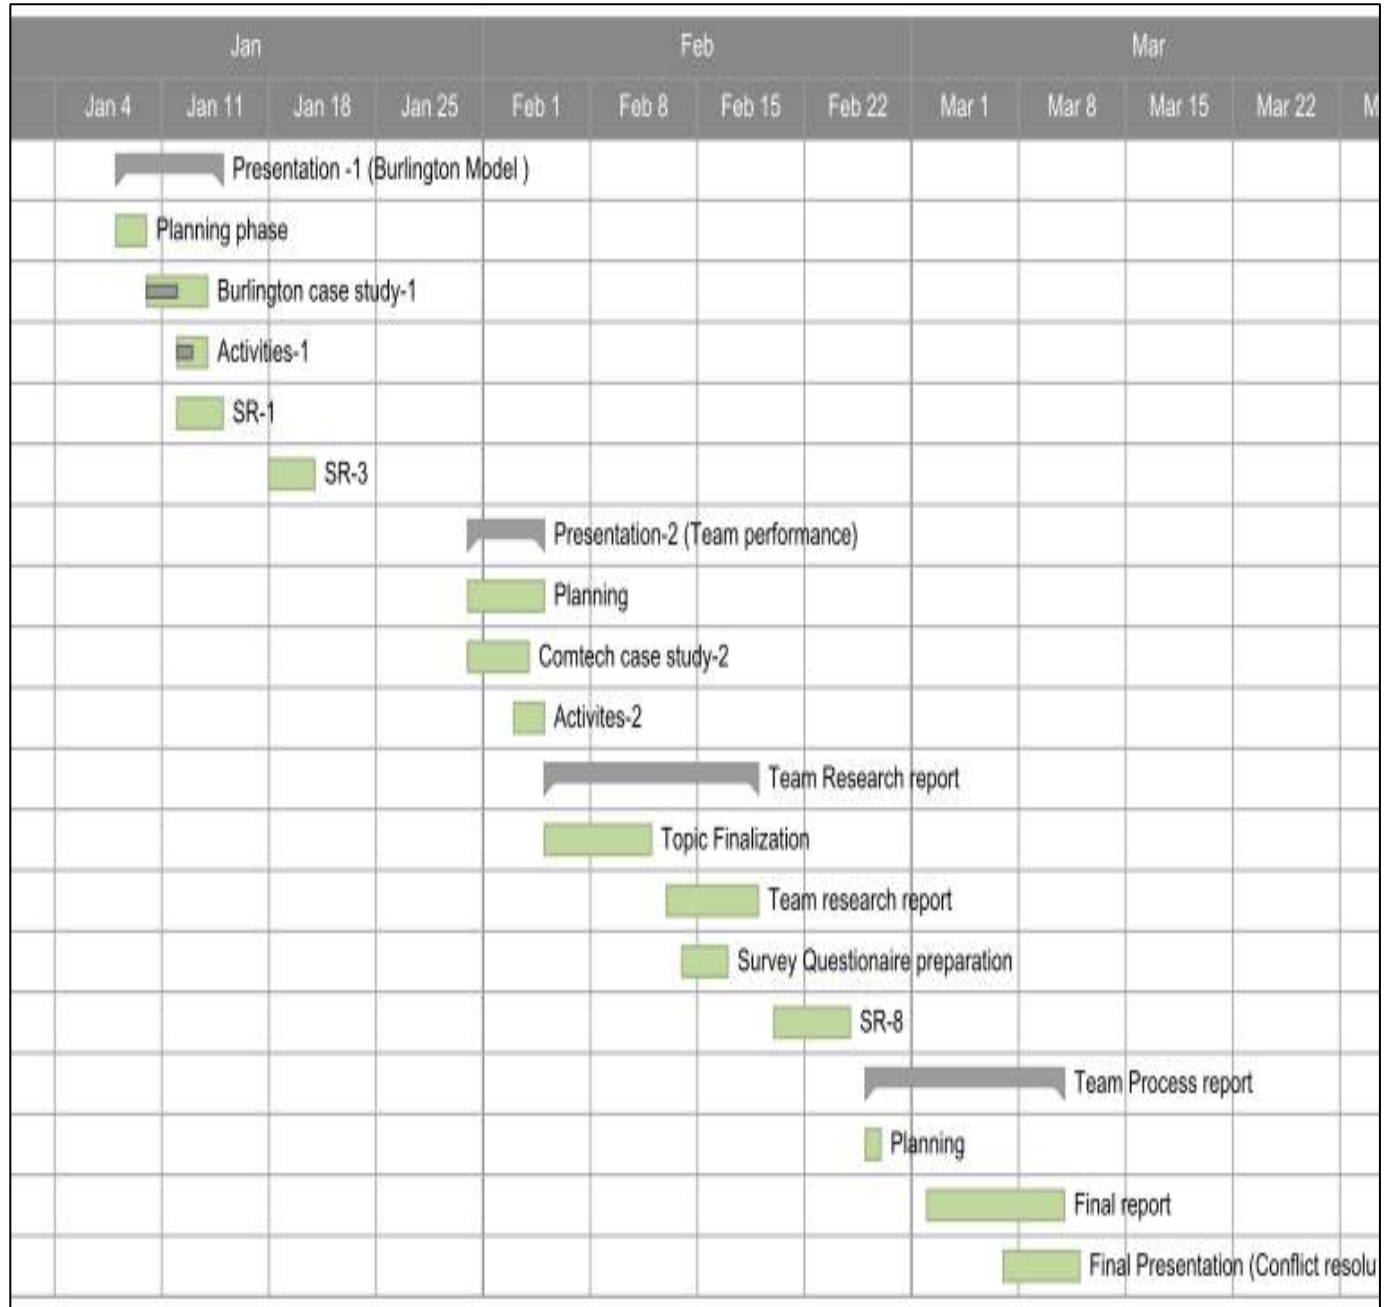 Jan Feb Mar
Jan 4 Jan 11 Jan 18 Jan 25 Feb 1 Feb 8 Feb 15 Feb 22 Mar 1 Mar 8 Mar 15 Mar 22 M
Presentation -1 (Burlington Model )
Planning phase
Burlington case study-1
Activities-1
SR-1
SR-3
Presentation-2 (Team performance)
Planning
Comtech case study-2
Activites-2
Team Research report
Topic Finalization
Team research report
Survey Questionaire preparation
SR-8
Team Process report
Planning
Final report
Final Presentation (Conflict resolu